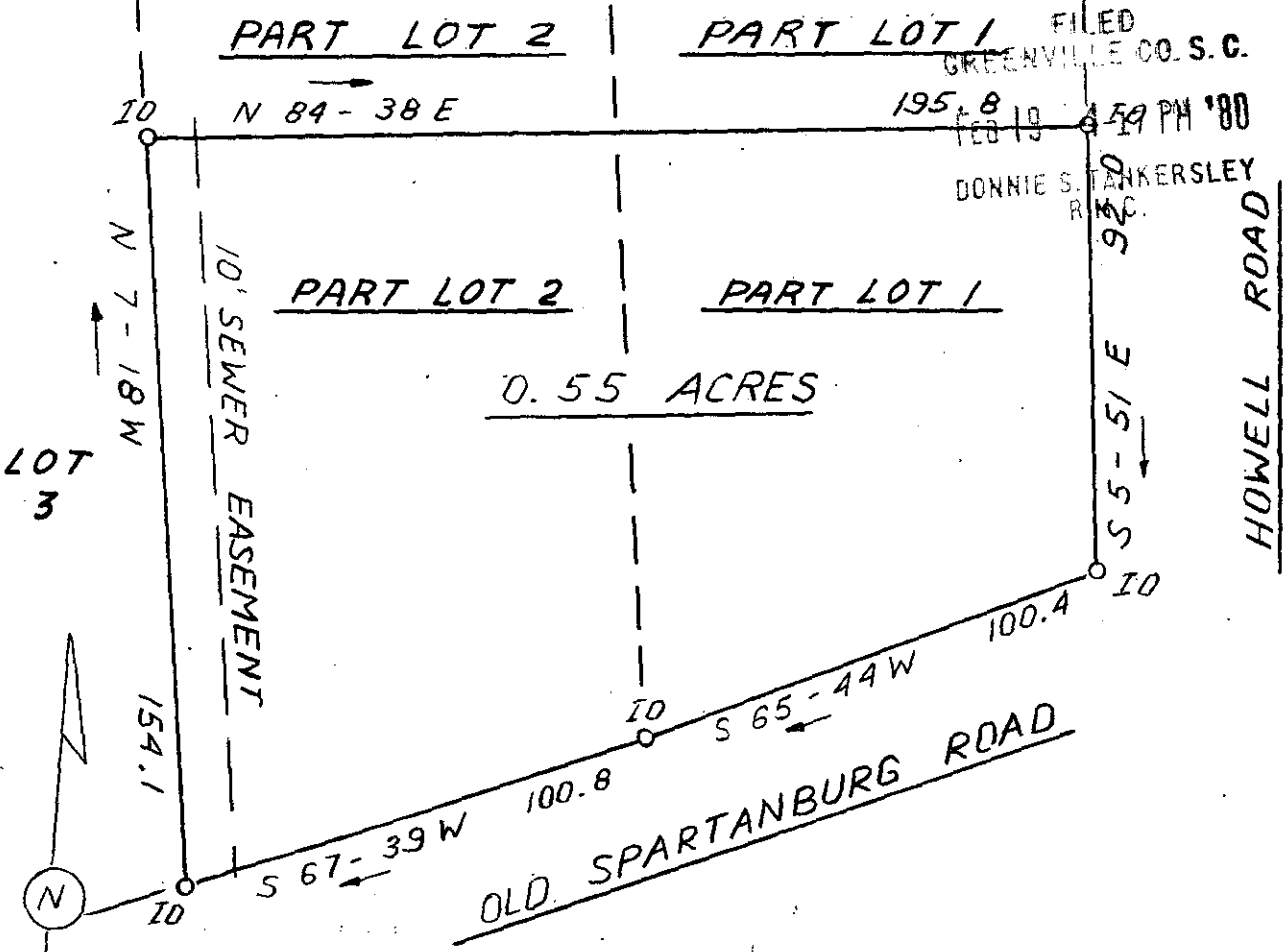 PART LOT 2
PART LOT 1
FILED
GREENVILLE CO. S. C.
IO
N 84 - 38 E
195.8
FEB 19
PM '80
DONNIE S. TANKERSLEY
R.M.C.
92.0
N 7 - 18 W
10' SEWER EASEMENT
PART LOT 2
PART LOT 1
HOWELL ROAD
0.55 ACRES
S 5 - 51 E
LOT
3
IO
100.4
S 65 - 44 W
IO
154.1
100.8
S 67 - 39 W
OLD SPARTANBURG ROAD
N
IO